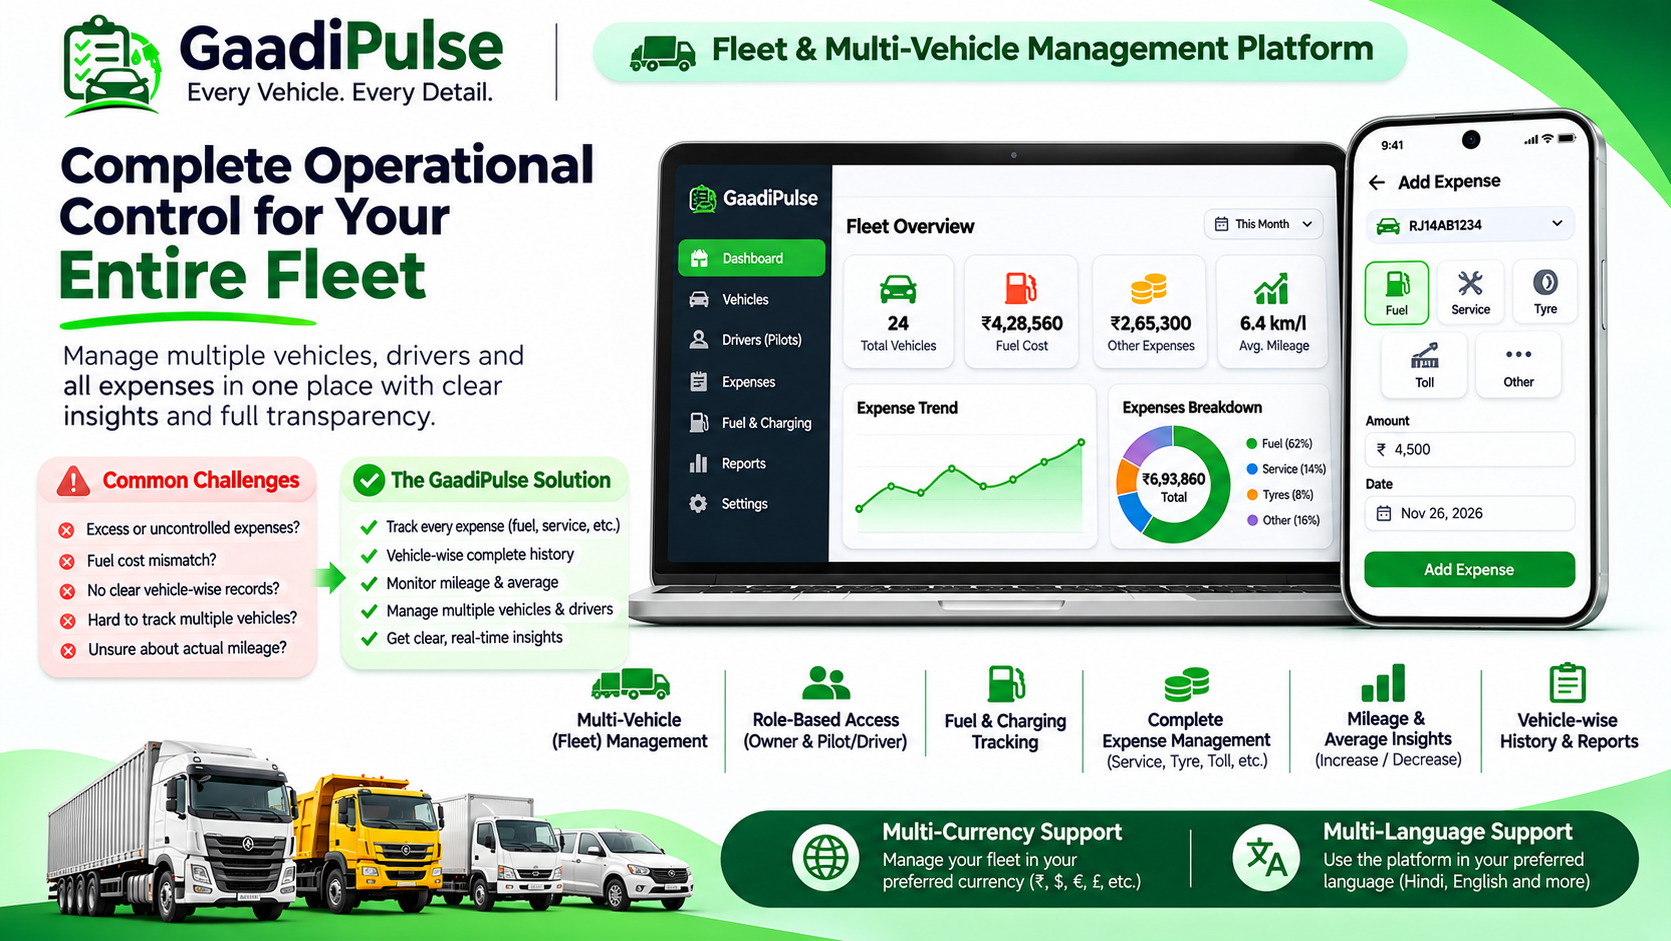 GaadiPulse
Every Vehicle. Every Detail.
Fleet & Multi-Vehicle Management Platform
Complete Operational
Control for Your
Entire Fleet
Manage multiple vehicles, drivers and
all expenses in one place with clear
insights and full transparency.
Common Challenges
Excess or uncontrolled expenses?
Fuel cost mismatch?
No clear vehicle-wise records?
Hard to track multiple vehicles?
Unsure about actual mileage?
The GaadiPulse Solution
Track every expense (fuel, service, etc.)
Vehicle-wise complete history
Monitor mileage & average
Manage multiple vehicles & drivers
Get clear, real-time insights
GaadiPulse
Dashboard
Vehicles
Drivers (Pilots)
Expenses
Fuel & Charging
Reports
Settings
Fleet Overview
This Month
24
Total Vehicles
₹4,28,560
Fuel Cost
₹2,65,300
Other Expenses
6.4 km/l
Avg. Mileage
Expense Trend
Expenses Breakdown
₹6,93,860
Total
Fuel (62%)
Service (14%)
Tyres (8%)
Other (16%)
9:41
Add Expense
RJ14AB1234
Fuel
Service
Tyre
Toll
Other
Amount
₹ 4,500
Date
Nov 26, 2026
Add Expense
Multi-Vehicle
(Fleet) Management
Role-Based Access
(Owner & Pilot/Driver)
Fuel & Charging
Tracking
Complete
Expense Management
(Service, Tyre, Toll, etc.)
Mileage &
Average Insights
(Increase / Decrease)
Vehicle-wise
History & Reports
Multi-Currency Support
Manage your fleet in your
preferred currency (₹, $, €, £, etc.)
文A
Multi-Language Support
Use the platform in your preferred
language (Hindi, English and more)